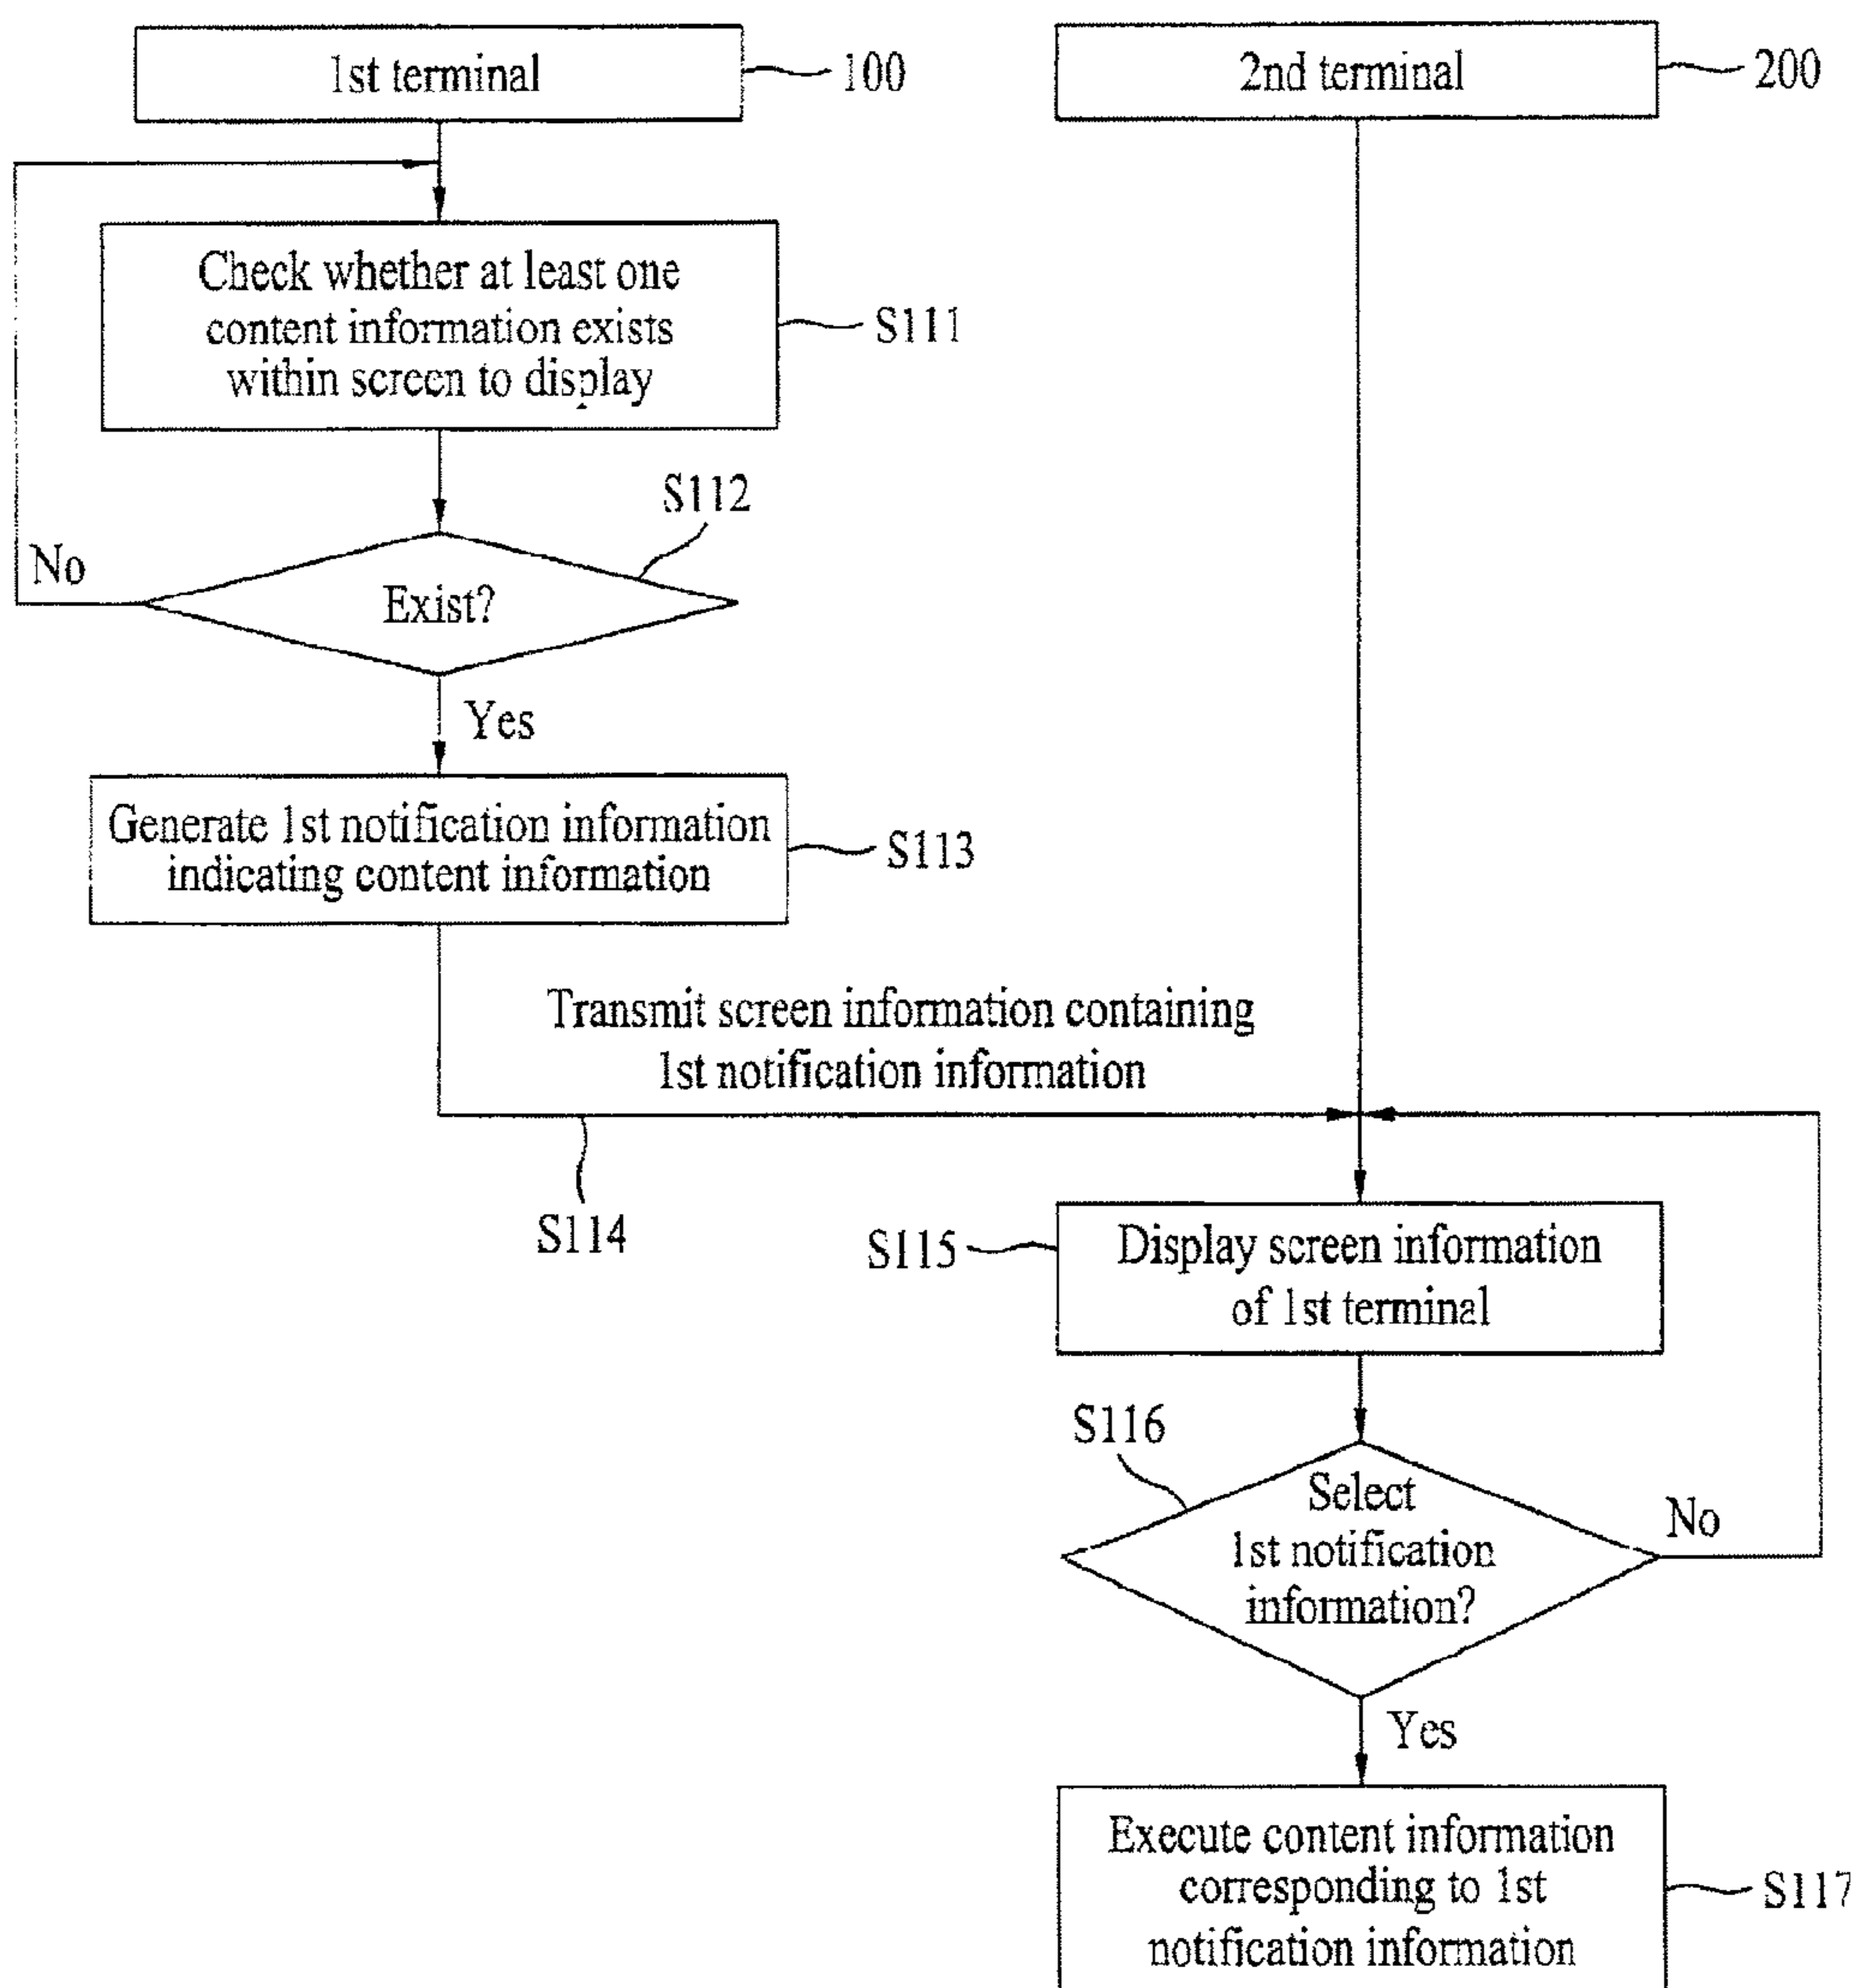 1st terminal
100
2nd terminal
200
Check whether at least one
content information exists
within screen to display
S111
S112
No
Exist?
Yes
Generate 1st notification information
indicating content information
S113
Transmit screen information containing
1st notification information
S114
S115
Display screen information
of 1st terminal
S116
Select
1st notification
information?
No
Yes
Execute content information
corresponding to 1st
notification information
S117